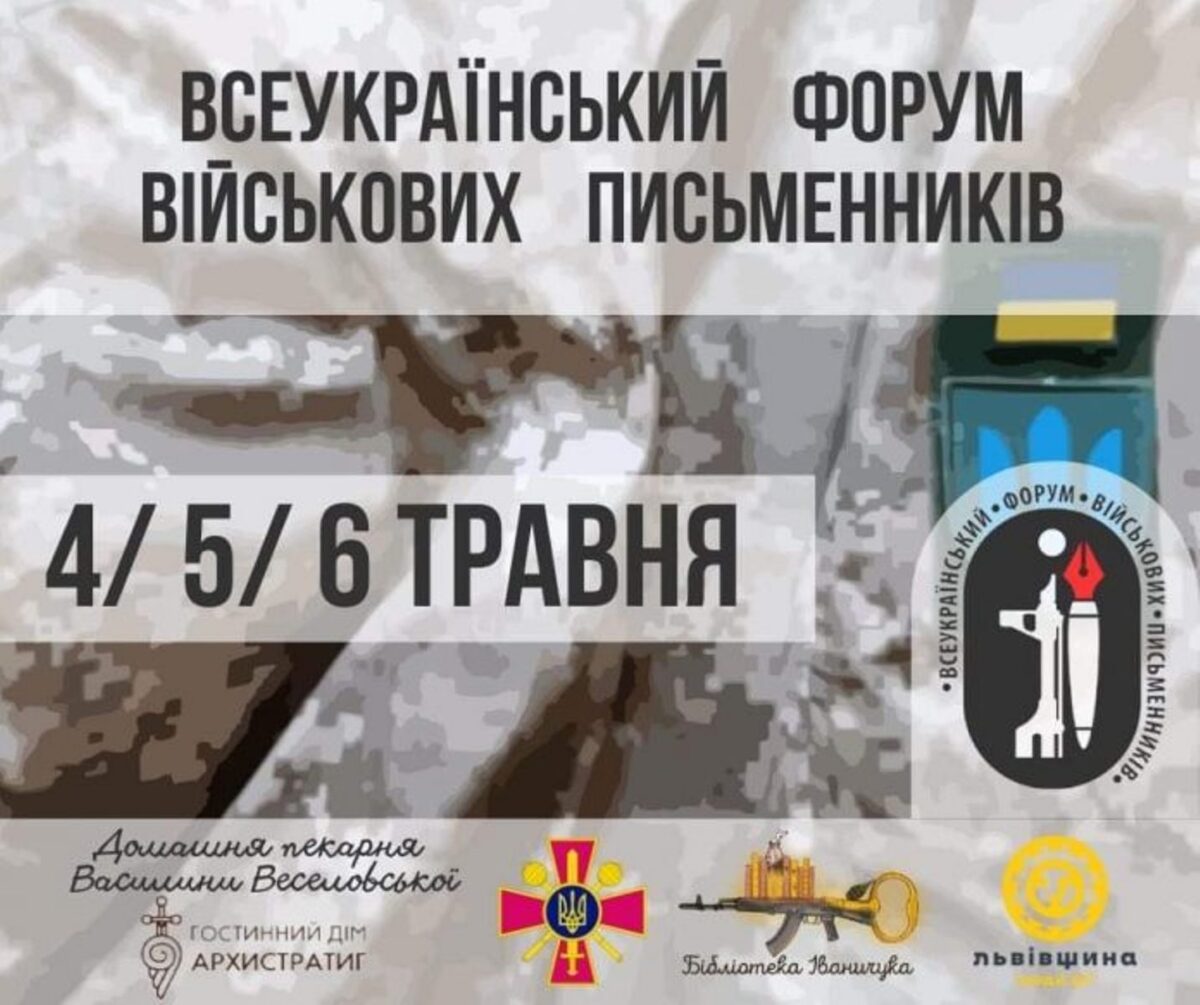 ВСЕУКРАЇНСЬКИЙ ФОРУМ
ВІЙСЬКОВИХ ПИСЬМЕННИКІВ
4/ 5/ 6 ТРАВНЯ
•ВСЕУКРАЇНСЬКИЙ•ФОРУМ•ВІЙСЬКОВИХ•ПИСЬМЕННИКІВ•
Домашня пекарня
Василини Веселовської
ГОСТИННИЙ ДІМ
АРХИСТРАТИГ
Бібліотека Іваничука
ЛЬВІВЩИНА